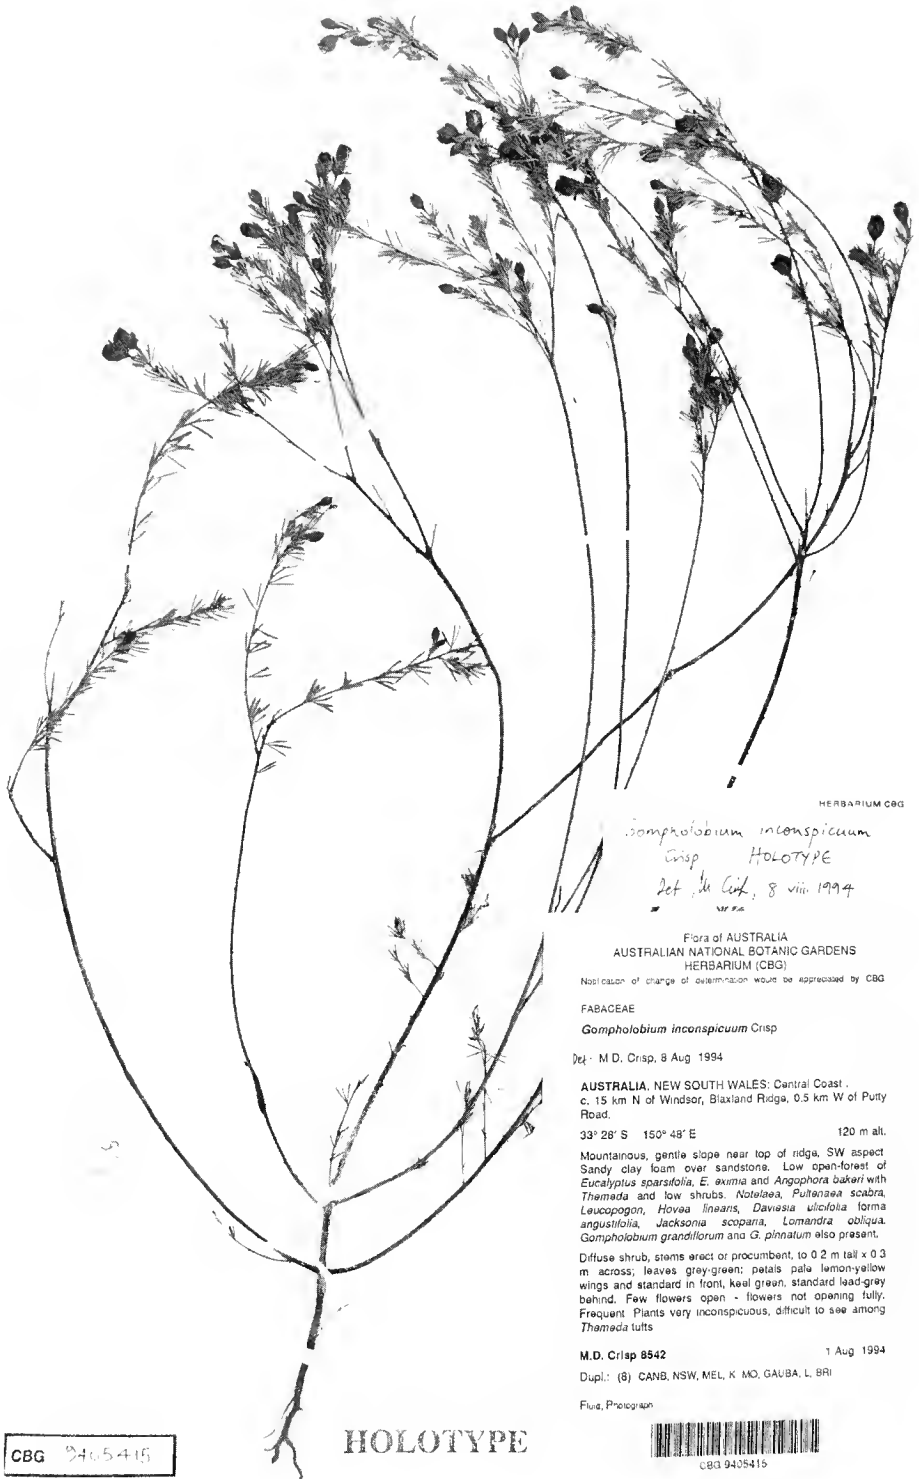 HERBARIUM CBG
Gompholobium inconspicuum
Crisp HOLOTYPE
Det. M. Crisp, 8 viii 1994
Flora of AUSTRALIA
AUSTRALIAN NATIONAL BOTANIC GARDENS
HERBARIUM (CBG)
Notification of change of determination would be appreciated by CBG
FABACEAE
Gompholobium inconspicuum Crisp
Det. M.D. Crisp, 8 Aug 1994
AUSTRALIA. NEW SOUTH WALES: Central Coast.
c. 15 km N of Windsor, Blaxland Ridge, 0.5 km W of Putty
Road.
33° 28' S 150° 48' E 120 m alt.
Mountainous, gentle slope near top of ridge, SW aspect
Sandy clay loam over sandstone. Low open-forest of
Eucalyptus sparsifolia, E. eximia and Angophora bakeri with
Themeda and low shrubs. Notelaea, Pultenaea scabra,
Leucopogon, Hovea linearis, Daviesia ulicifolia forma
angustifolia, Jacksonia scoparia, Lomandra obliqua.
Gompholobium grandiflorum and G. pinnatum also present.
Diffuse shrub, stems erect or procumbent, to 0.2 m tall x 0.3
m across; leaves grey-green; petals pale lemon-yellow
wings and standard in front, keel green, standard lead-grey
behind. Few flowers open - flowers not opening fully.
Frequent Plants very inconspicuous, difficult to see among
Themeda tufts
M.D. Crisp 8542 1 Aug 1994
Dupl.: (8) CANB, NSW, MEL, K MO, GAUBA, L, BRI
Fluid, Photograph
CBG 9405415
HOLOTYPE
CBG 9405415